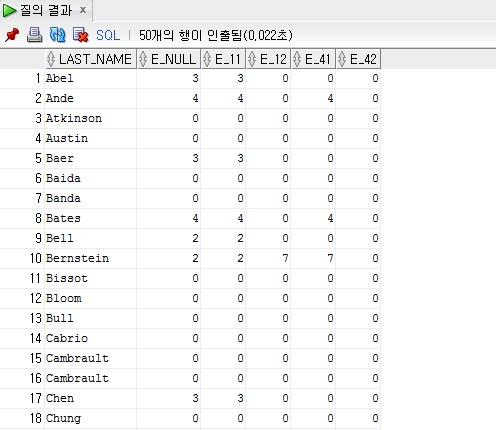 질의 결과 ×
SQL | 50개의 행이 인출됨(0,022초)
LAST_NAME E_NULL E_11 E_12 E_41 E_42
1 Abel 3 3 0 0 0
2 Ande 4 4 0 4 0
3 Atkinson 0 0 0 0 0
4 Austin 0 0 0 0 0
5 Baer 3 3 0 0 0
6 Baida 0 0 0 0 0
7 Banda 0 0 0 0 0
8 Bates 4 4 0 4 0
9 Bell 2 2 0 0 0
10 Bernstein 2 2 7 7 0
11 Bissot 0 0 0 0 0
12 Bloom 0 0 0 0 0
13 Bull 0 0 0 0 0
14 Cabrio 0 0 0 0 0
15 Cambrault 0 0 0 0 0
16 Cambrault 0 0 0 0 0
17 Chen 3 3 0 0 0
18 Chung 0 0 0 0 0